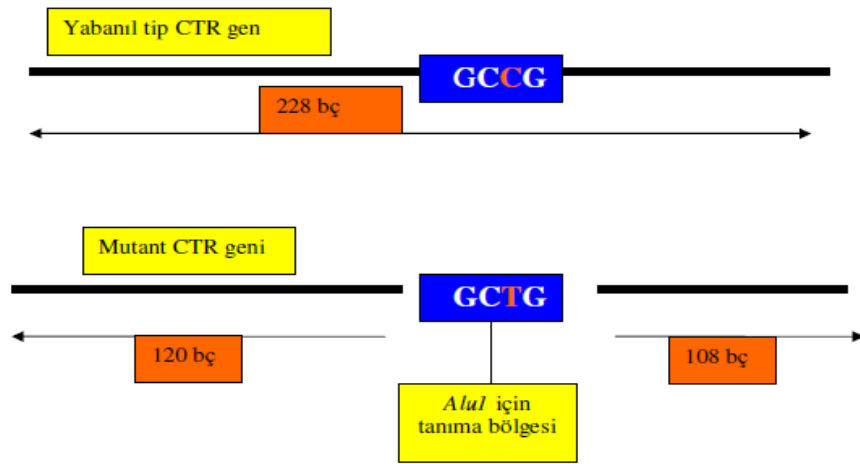 Yabanıl tip CTR gen
GCCG
228 bç
Mutant CTR geni
GCTG
120 bç
108 bç
AluI için
tanıma bölgesi